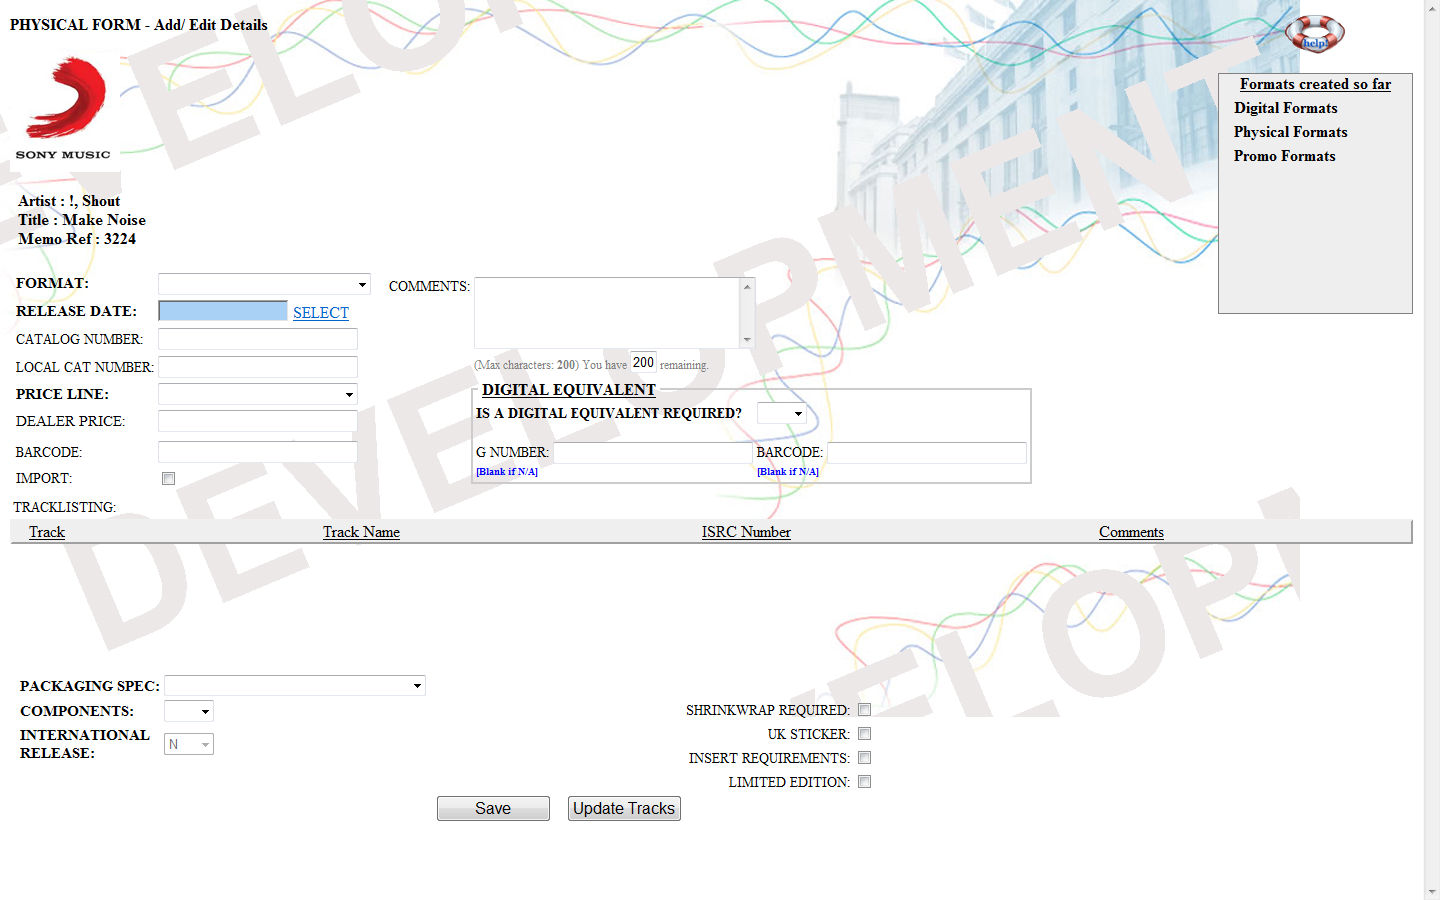 PHYSICAL FORM - Add/ Edit Details
help!
SONY MUSIC
Formats created so far
Digital Formats
Physical Formats
Promo Formats
Artist : !, Shout
Title : Make Noise
Memo Ref : 3224
FORMAT:
COMMENTS:
RELEASE DATE: SELECT
CATALOG NUMBER:
LOCAL CAT NUMBER:
(Max characters: 200) You have 200 remaining.
PRICE LINE:
DIGITAL EQUIVALENT
DEALER PRICE:
IS A DIGITAL EQUIVALENT REQUIRED?
BARCODE:
G NUMBER: BARCODE:
[Blank if N/A] [Blank if N/A]
IMPORT:
TRACKLISTING:
Track Track Name ISRC Number Comments
PACKAGING SPEC:
COMPONENTS:
INTERNATIONAL
RELEASE: N
SHRINKWRAP REQUIRED:
UK STICKER:
INSERT REQUIREMENTS:
LIMITED EDITION:
Save Update Tracks
DEVELOPMENT